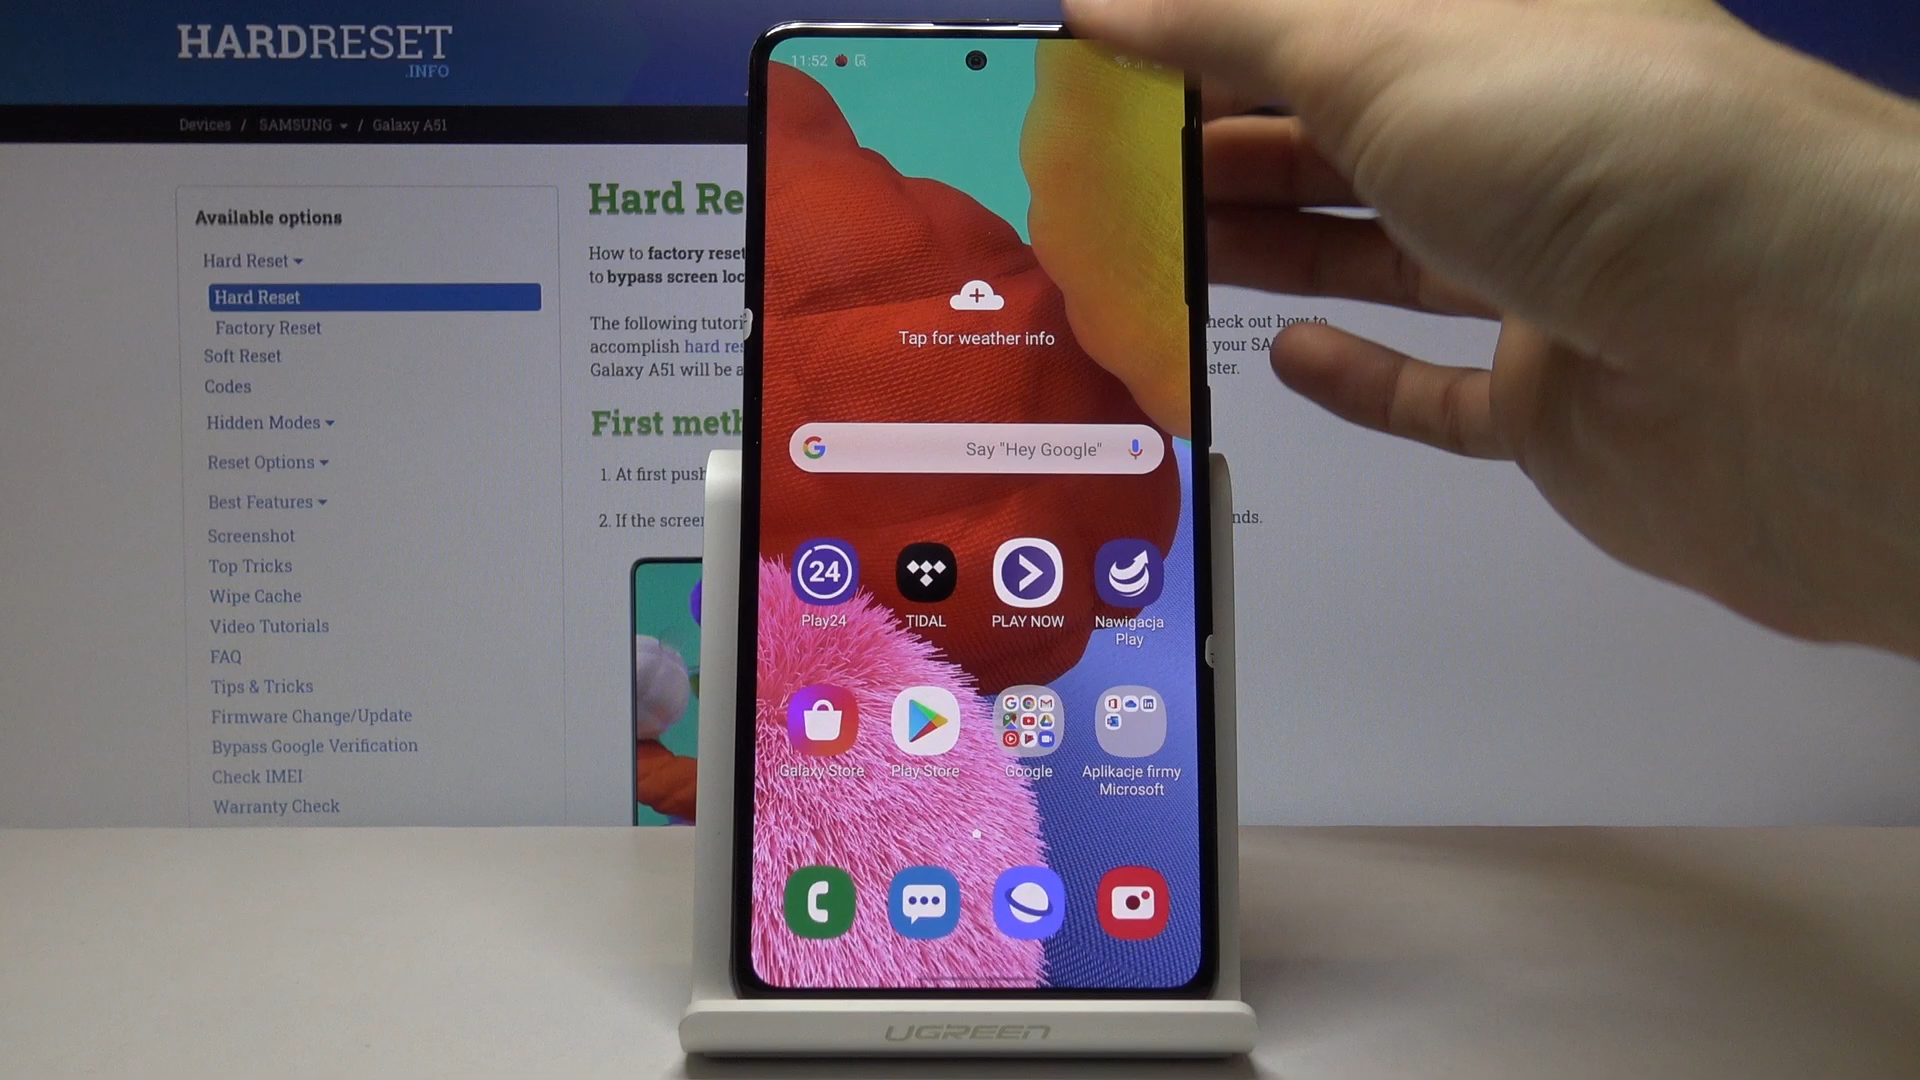 HARDRESET
.INFO
Devices / SAMSUNG / Galaxy A51
Available options
Hard Reset
Hard Reset
Factory Reset
Soft Reset
Codes
Hidden Modes
Reset Options
Best Features
Screenshot
Top Tricks
Wipe Cache
Video Tutorials
FAQ
Tips & Tricks
Firmware Change/Update
Bypass Google Verification
Check IMEI
Warranty Check
Hard Re
How to factory reset
to bypass screen loc
The following tutori heck out how to
accomplish hard res your SA
Galaxy A51 will be a ster.
First meth
1. At first push
2. If the screen nds.
11:52
Tap for weather info
G Say "Hey Google"
24
Play24
TIDAL
PLAY NOW
Nawigacja
Play
Galaxy Store
Play Store
Google
Aplikacje firmy
Microsoft
UGREEN